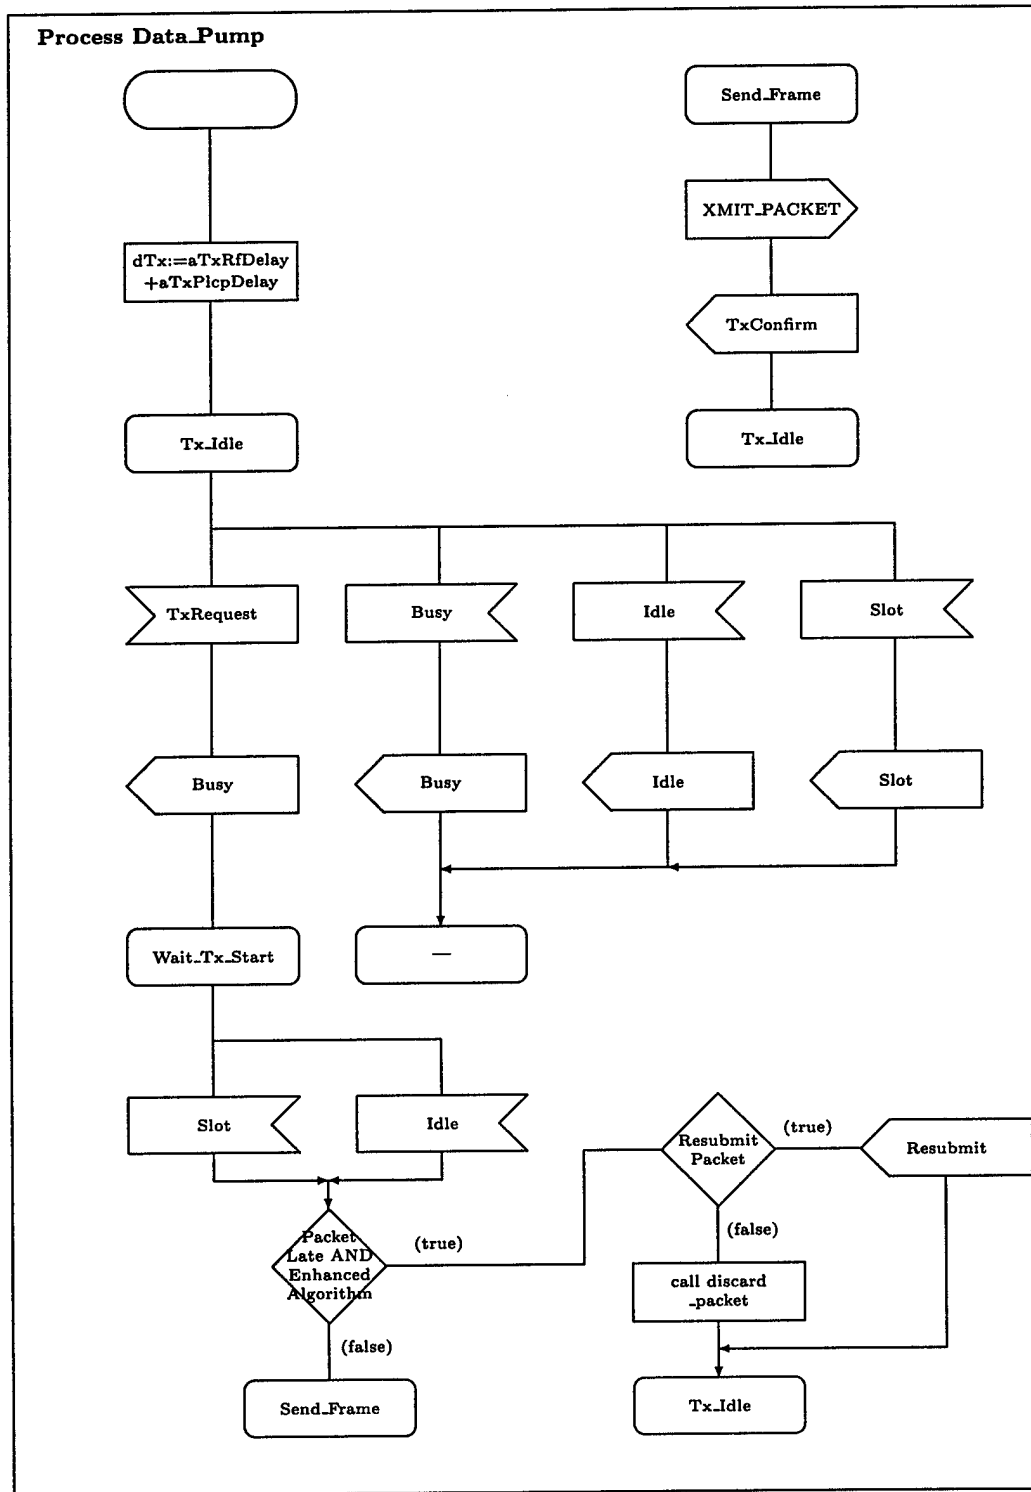 Process Data_Pump
Send_Frame
XMIT_PACKET
dTx:=aTxRfDelay
+aTxPlcpDelay
TxConfirm
Tx_Idle
Tx_Idle
TxRequest
Busy
Idle
Slot
Busy
Busy
Idle
Slot
Wait_Tx_Start
—
Slot
Idle
Resubmit
Packet
(true)
Resubmit
Packet
Late AND
Enhanced
Algorithm
(true)
(false)
call discard
_packet
(false)
Send_Frame
Tx_Idle